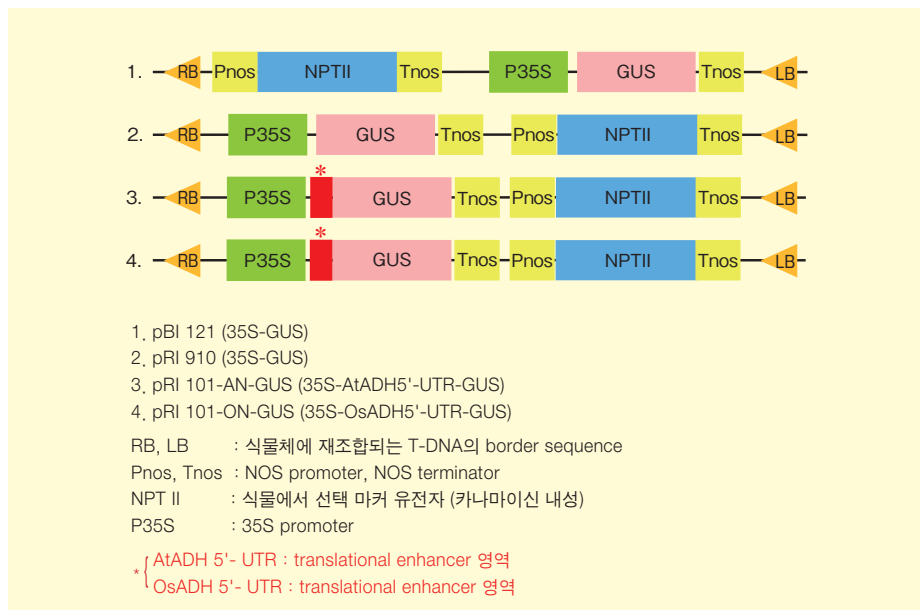 1. RB Pnos NPTII Tnos P35S GUS Tnos LB
2. RB P35S GUS Tnos Pnos NPTII Tnos LB
*
3. RB P35S GUS Tnos Pnos NPTII Tnos LB
*
4. RB P35S GUS Tnos Pnos NPTII Tnos LB
1. pBI 121 (35S-GUS)
2. pRI 910 (35S-GUS)
3. pRI 101-AN-GUS (35S-AtADH5'-UTR-GUS)
4. pRI 101-ON-GUS (35S-OsADH5'-UTR-GUS)
RB, LB : 식물체에 재조합되는 T-DNA의 border sequence
Pnos, Tnos : NOS promoter, NOS terminator
NPT II : 식물에서 선택 마커 유전자 (카나마이신 내성)
P35S : 35S promoter
* { AtADH 5'- UTR : translational enhancer 영역
OsADH 5'- UTR : translational enhancer 영역